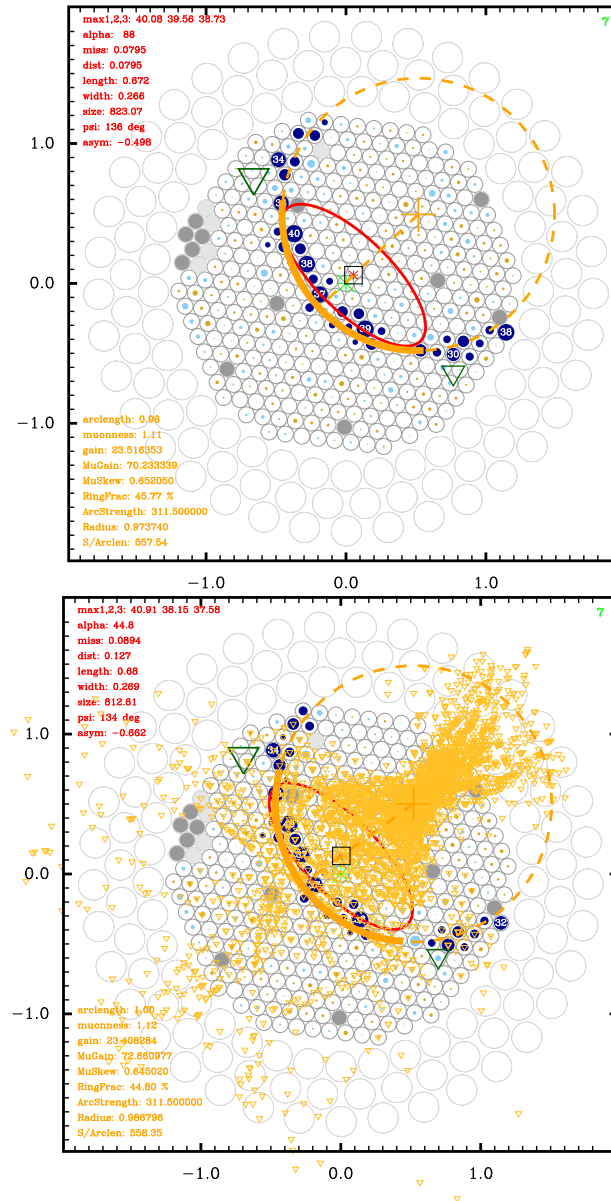 max1,2,3: 40.08 39.56 38.73
7
alpha: 88
miss: 0.0795
dist: 0.0795
length: 0.672
width: 0.266
size: 823.07
psi: 136 deg
asym: -0.498
1.0
34
40
38
0.0
37
39
38
30
-1.0
arclength: 0.98
muonness: 1.11
gain: 23.516353
MuGain: 70.233339
MuSkew: 0.652050
RingFrac: 45.77 %
ArcStrength: 311.500000
Radius: 0.973740
S/Arclen: 557.54
-1.0 0.0 1.0
max1,2,3: 40.91 38.15 37.58
7
alpha: 44.8
miss: 0.0894
dist: 0.127
length: 0.68
width: 0.269
size: 812.61
psi: 134 deg
asym: -0.662
1.0
34
0.0
32
-1.0
arclength: 1.00
muonness: 1.12
gain: 23.408284
MuGain: 72.860977
MuSkew: 0.645020
RingFrac: 44.80 %
ArcStrength: 311.500000
Radius: 0.986796
S/Arclen: 558.35
-1.0 0.0 1.0